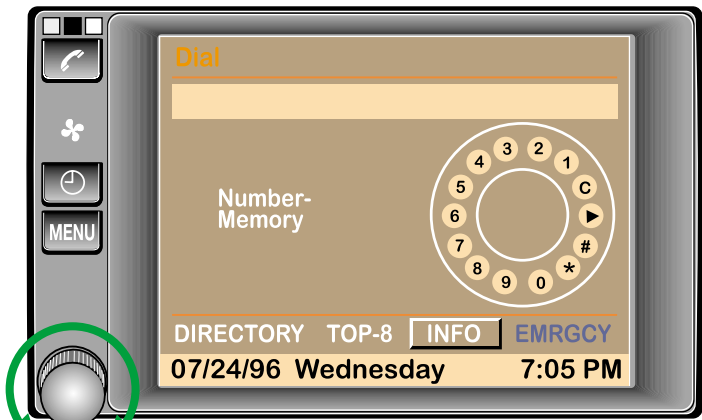 Dial
Number-
Memory
3 2
4 1
5 C
6 ▶
7 #
8 *
9 0
MENU
DIRECTORY TOP-8 INFO EMRGCY
07/24/96 Wednesday 7:05 PM